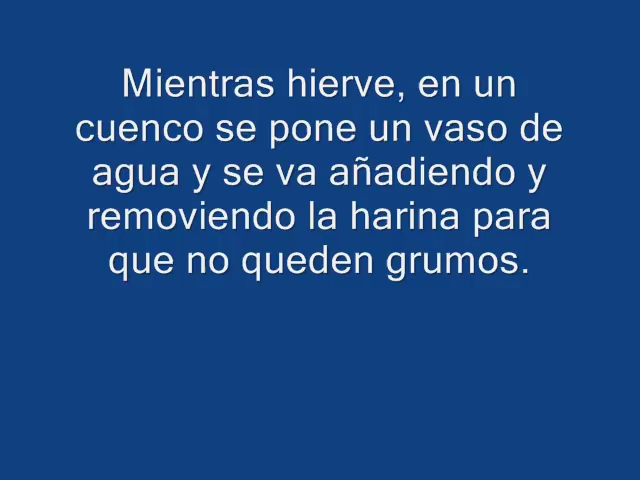 Mientras hierve, en un
cuenco se pone un vaso de
agua y se va añadiendo y
removiendo la harina para
que no queden grumos.